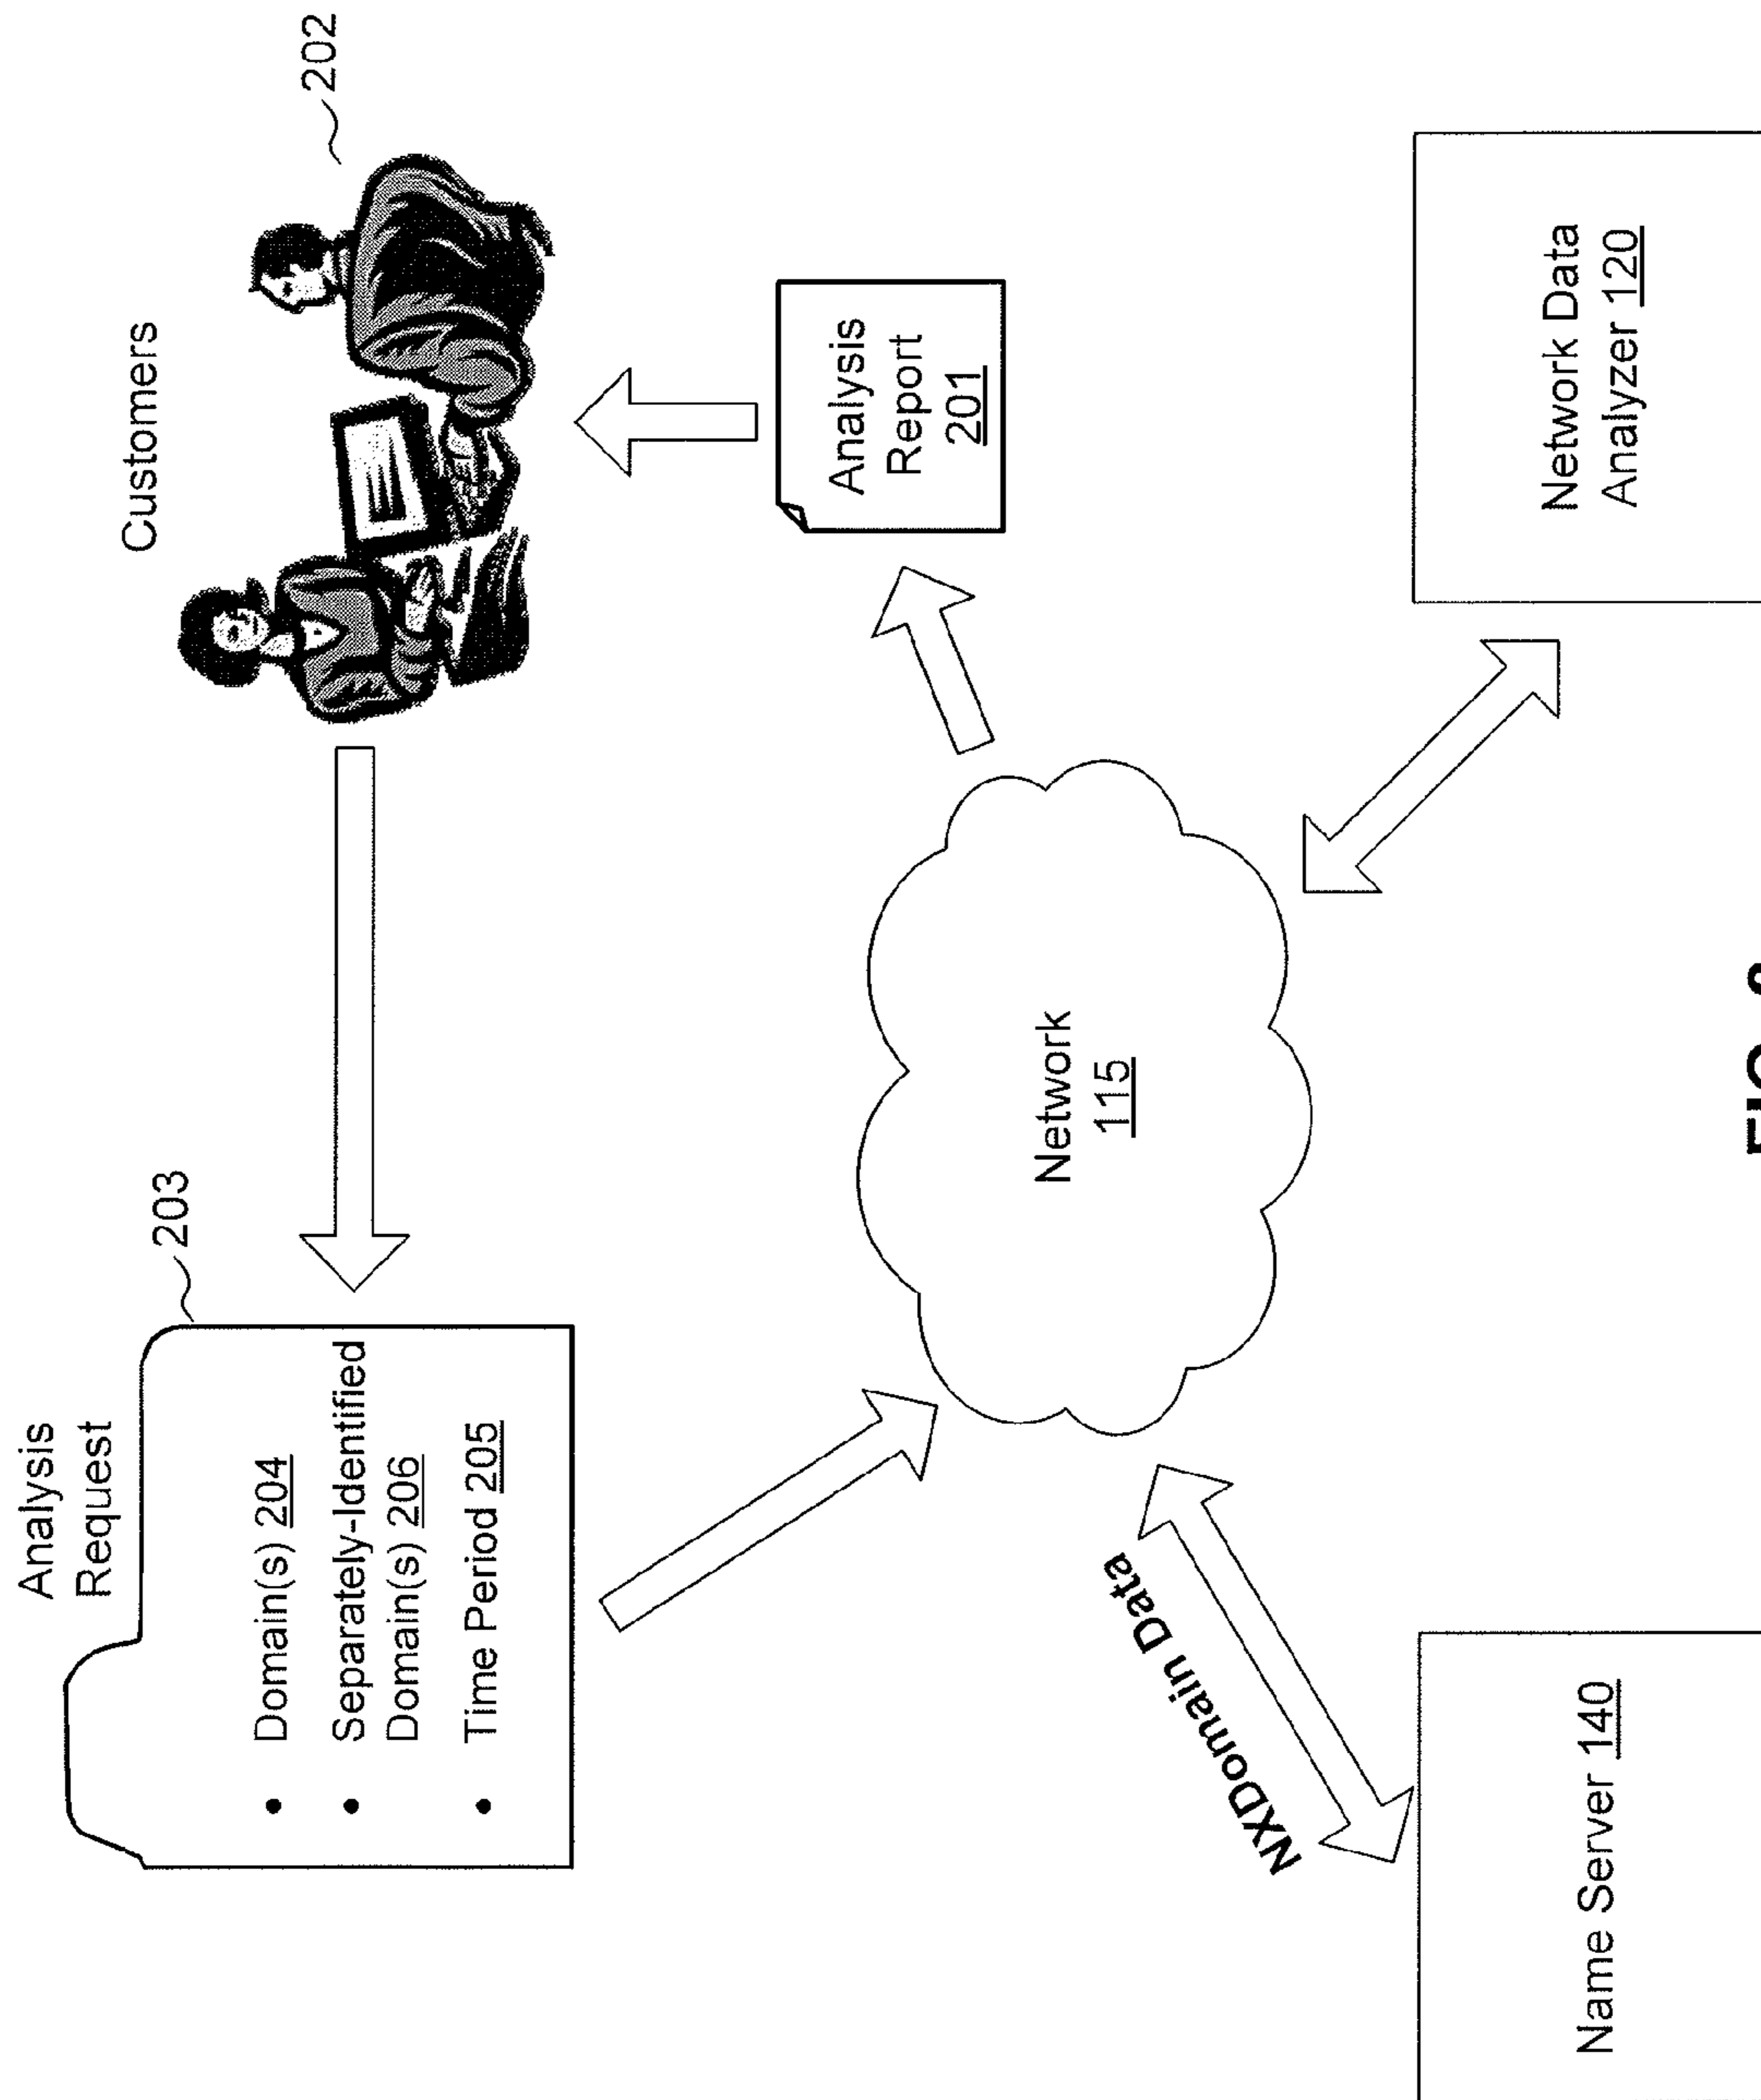 Analysis
Request
203
• Domain(s) 204
• Separately-Identified
Domain(s) 206
• Time Period 205
Customers
202
Analysis
Report
201
Network
115
NXDomain Data
Name Server 140
Network Data
Analyzer 120